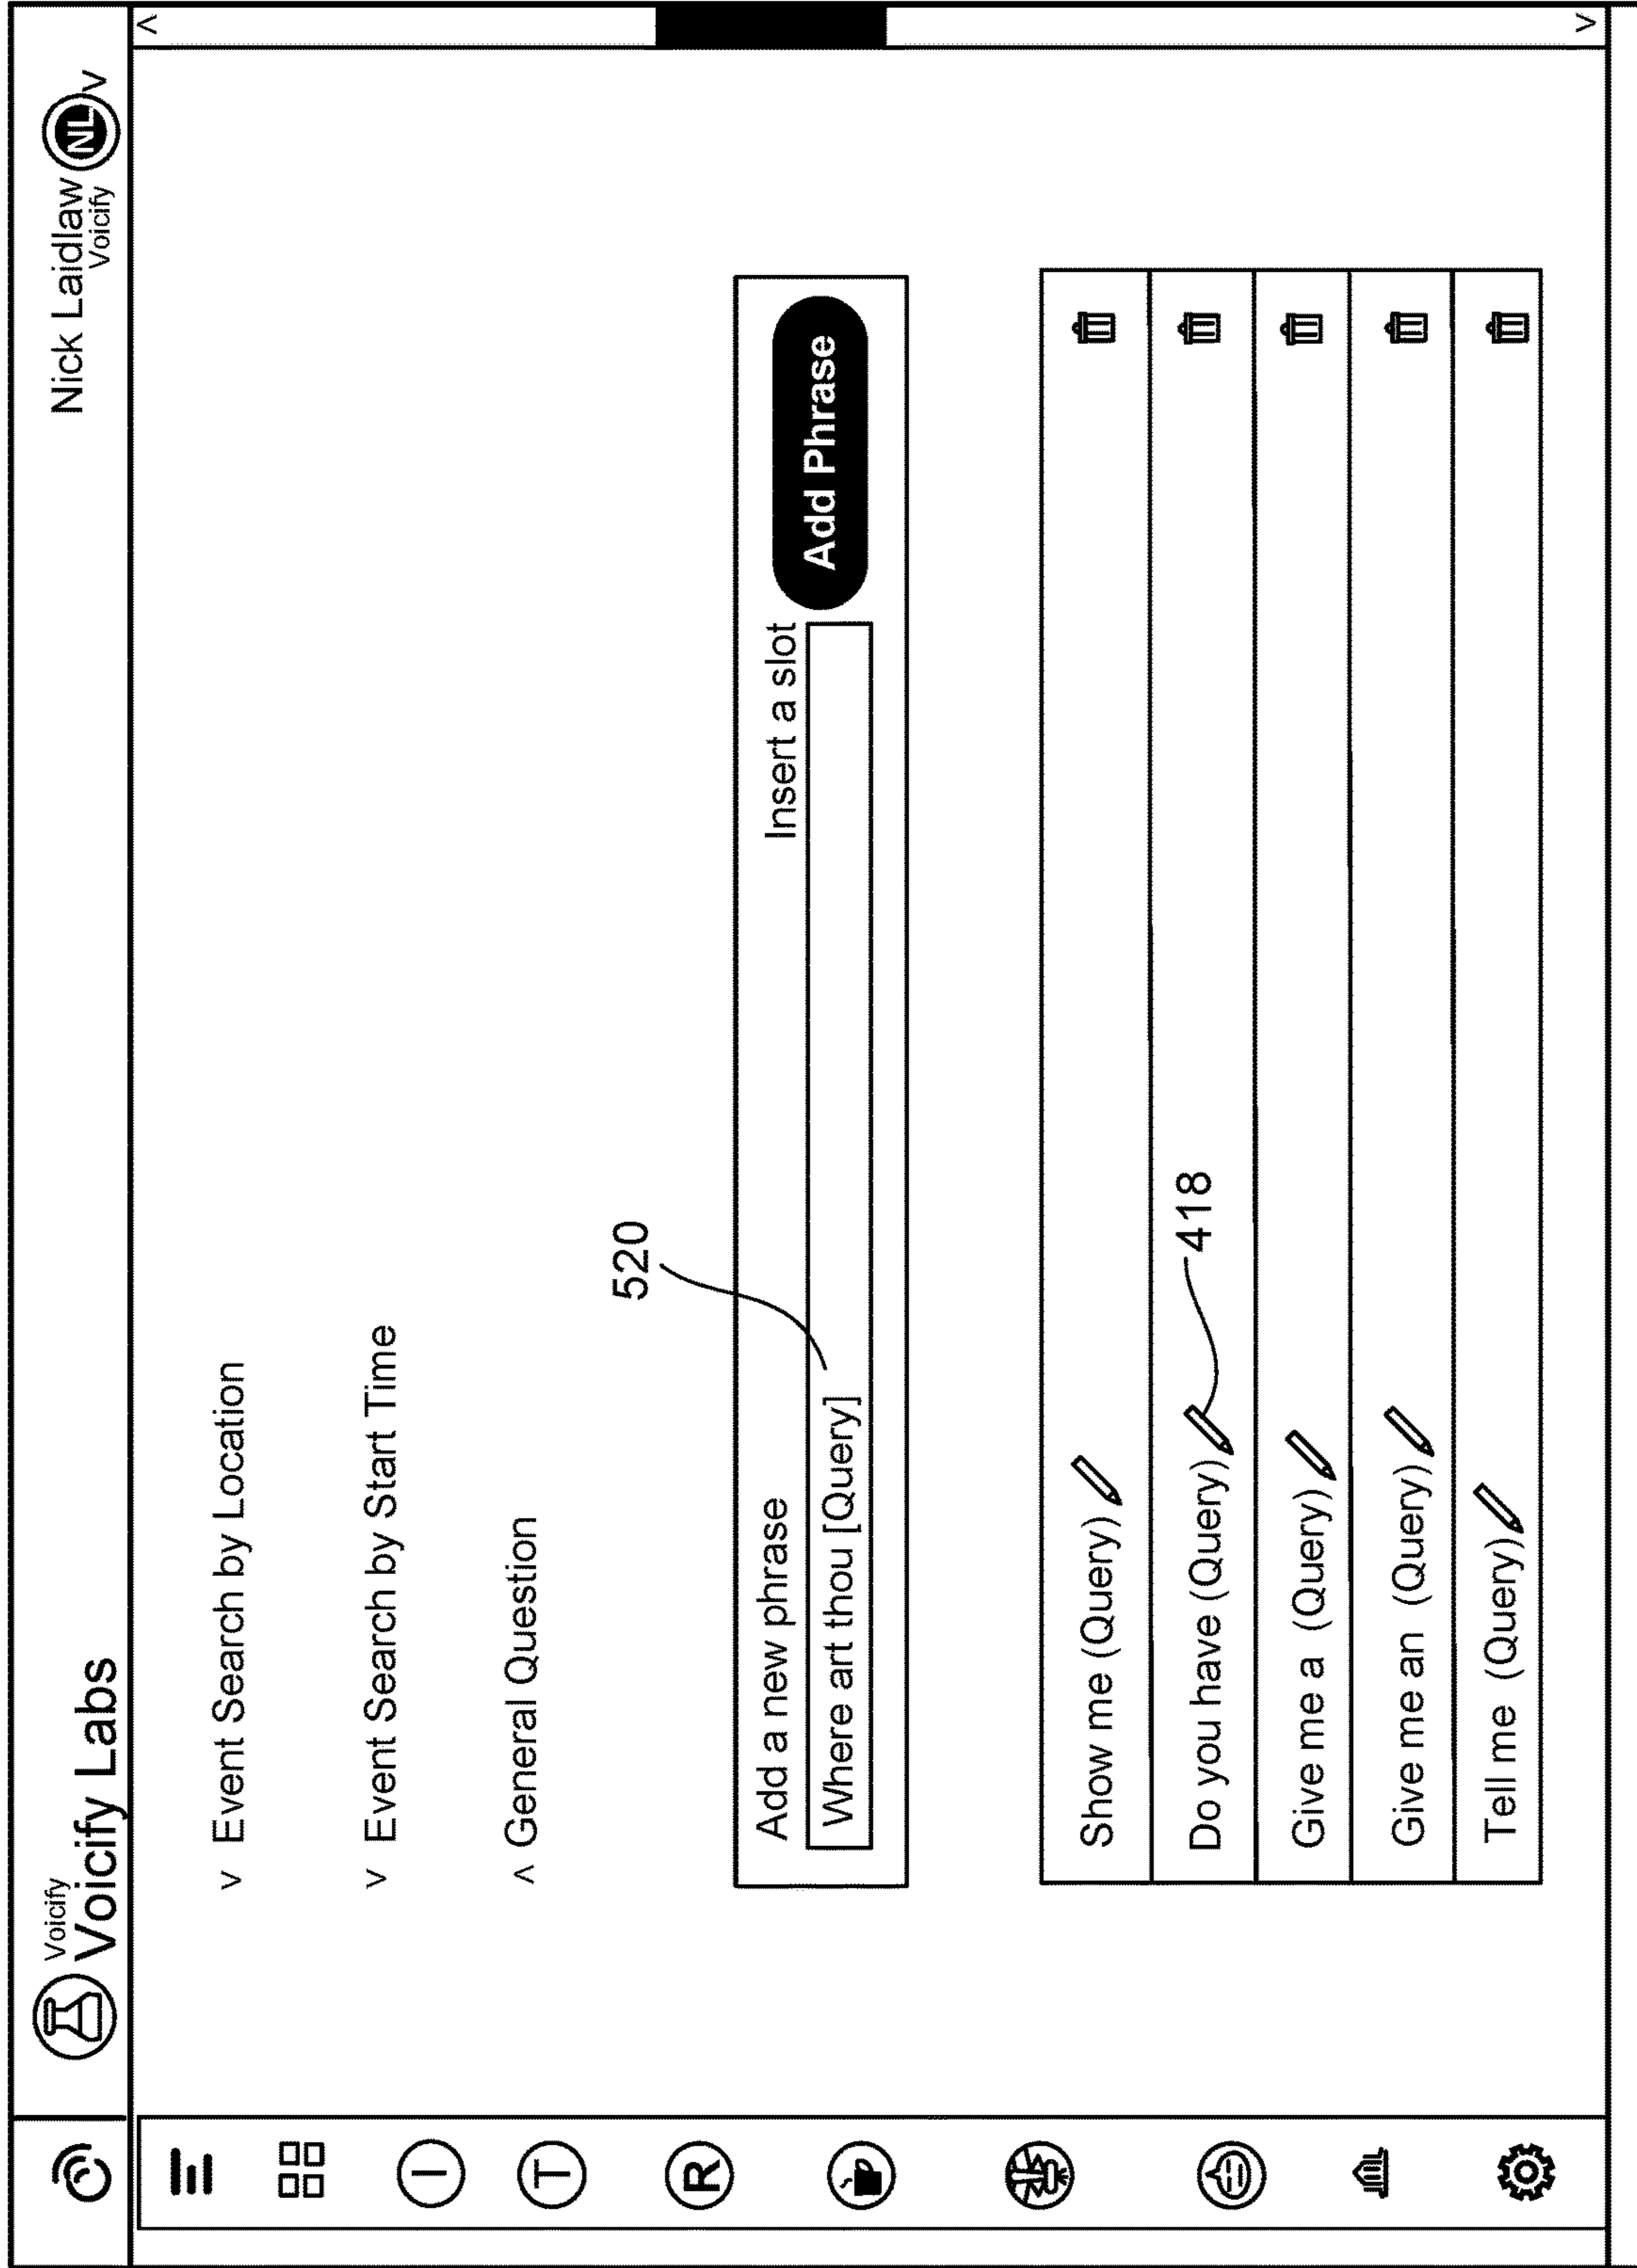 Voicify
Voicify Labs
Nick Laidlaw
Voicify
NL
v
v Event Search by Location
v Event Search by Start Time
^ General Question
520
Add a new phrase
Insert a slot
Where art thou [Query]
Add Phrase
Show me (Query)
Do you have (Query)
418
Give me a (Query)
Give me an (Query)
Tell me (Query)
I
T
R